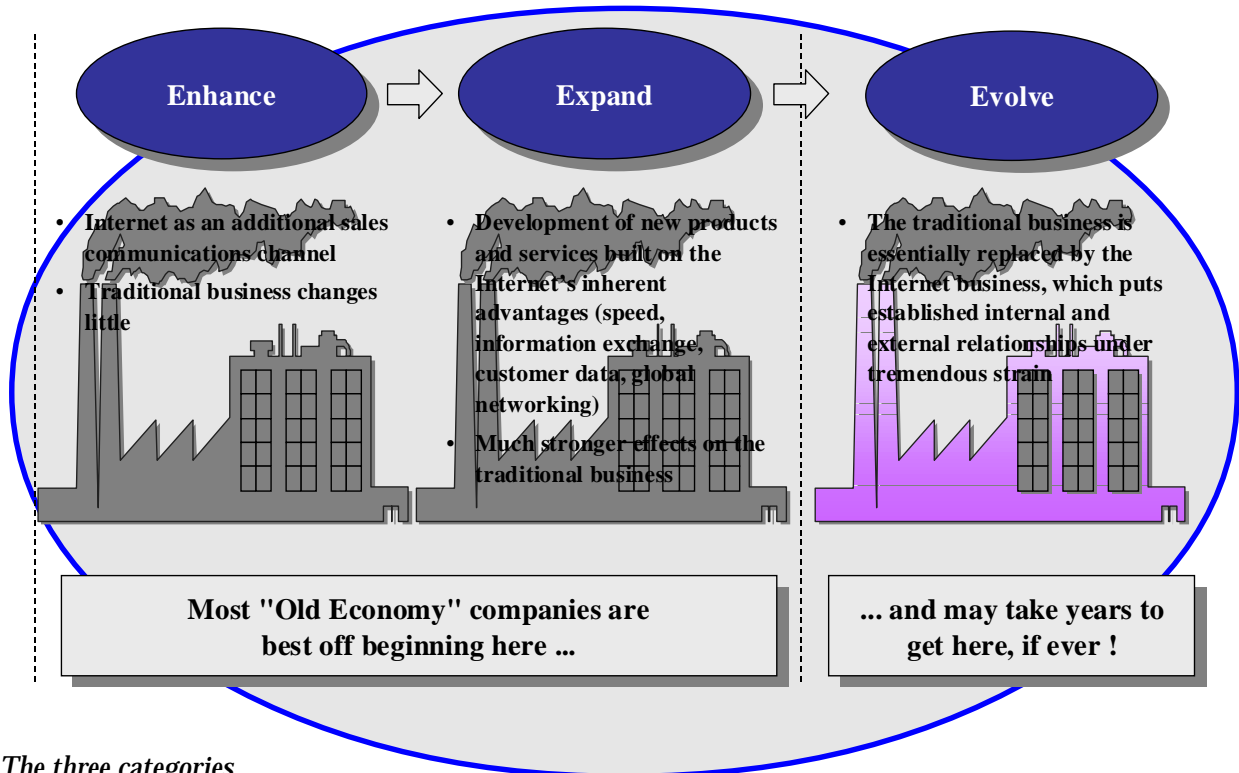 Enhance
Expand
Evolve
• Internet as an additional sales
communications channel
• Traditional business changes
little
• Development of new products
and services built on the
Internet's inherent
advantages (speed,
information exchange,
customer data, global
networking)
• Much stronger effects on the
traditional business
• The traditional business is
essentially replaced by the
Internet business, which puts
established internal and
external relationships under
tremendous strain
Most "Old Economy" companies are
best off beginning here ...
... and may take years to
get here, if ever !
The three categories